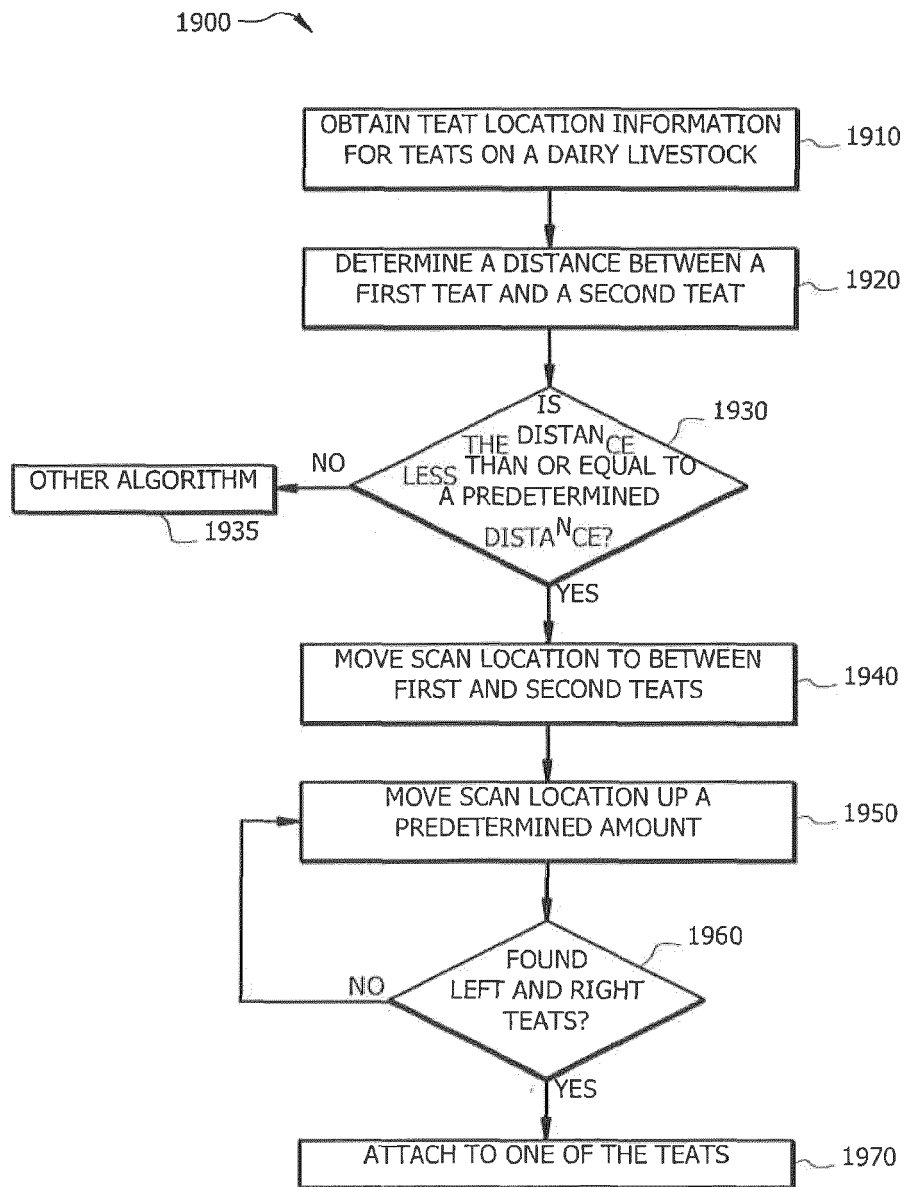 1900
OBTAIN TEAT LOCATION INFORMATION
FOR TEATS ON A DAIRY LIVESTOCK
1910
DETERMINE A DISTANCE BETWEEN A
FIRST TEAT AND A SECOND TEAT
1920
IS
THE DISTANCE
LESS THAN OR EQUAL TO
A PREDETERMINED
DISTANCE?
1930
NO
OTHER ALGORITHM
1935
YES
MOVE SCAN LOCATION TO BETWEEN
FIRST AND SECOND TEATS
1940
MOVE SCAN LOCATION UP A
PREDETERMINED AMOUNT
1950
FOUND
LEFT AND RIGHT
TEATS?
1960
NO
YES
ATTACH TO ONE OF THE TEATS
1970